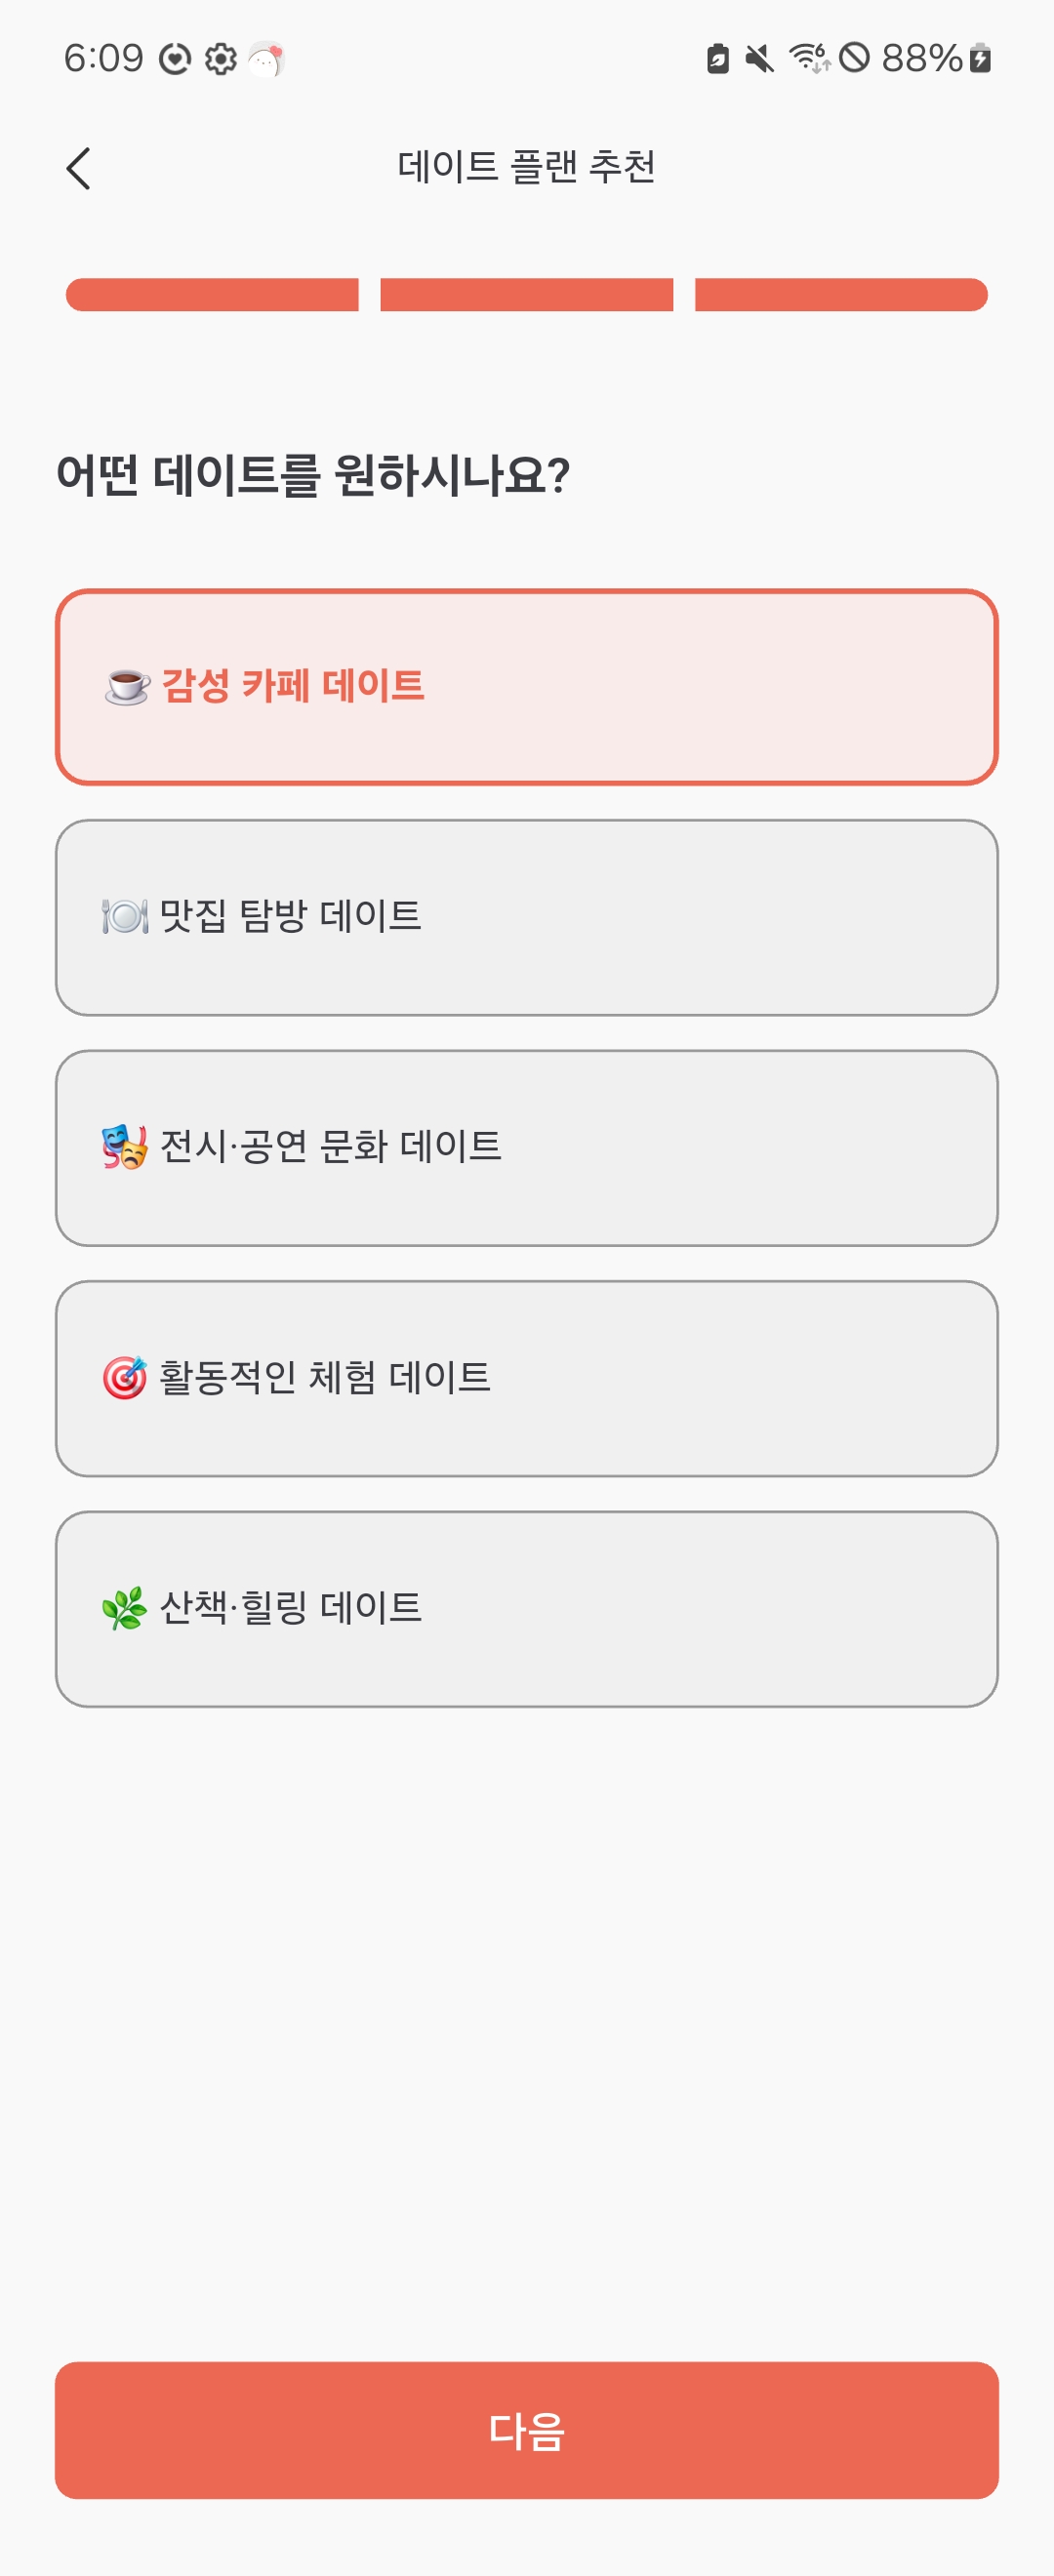 6:09
88%
데이트 플랜 추천
어떤 데이트를 원하시나요?
☕ 감성 카페 데이트
🍽️ 맛집 탐방 데이트
🎭 전시·공연 문화 데이트
🎯 활동적인 체험 데이트
🌿 산책·힐링 데이트
다음